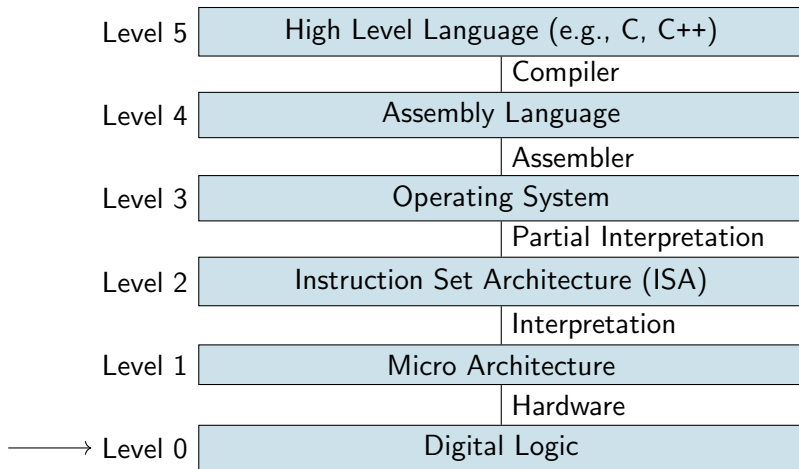 Level 5 High Level Language (e.g., C, C++)
Compiler
Level 4 Assembly Language
Assembler
Level 3 Operating System
Partial Interpretation
Level 2 Instruction Set Architecture (ISA)
Interpretation
Level 1 Micro Architecture
Hardware
Level 0 Digital Logic